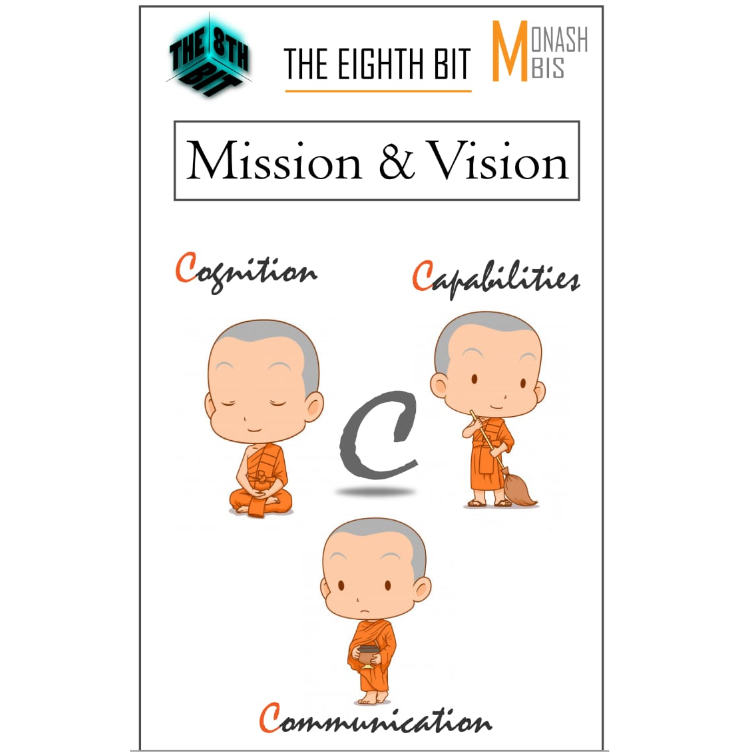 THE 8TH
BIT
THE EIGHTH BIT
MONASH
BIS
Mission & Vision
Cognition
Capabilities
C
Communication